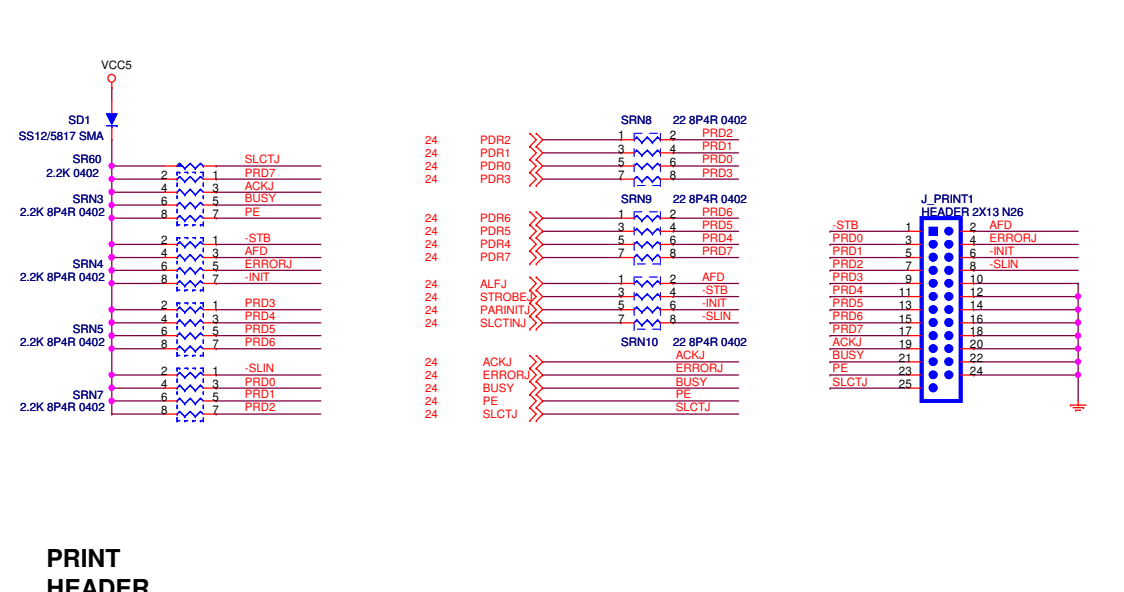 VCC5
SD1
SS12/5817 SMA
SR60
2.2K 0402
SLCTJ
2 1 PRD7
4 3 ACKJ
SRN3
6 5 BUSY
2.2K 8P4R 0402
8 7 PE
2 1 -STB
4 3 AFD
SRN4
6 5 ERRORJ
2.2K 8P4R 0402
8 7 -INIT
2 1 PRD3
4 3 PRD4
SRN5
6 5 PRD5
2.2K 8P4R 0402
8 7 PRD6
2 1 -SLIN
4 3 PRD0
SRN7
6 5 PRD1
2.2K 8P4R 0402
8 7 PRD2
SRN8 22 8P4R 0402
24 PDR2 1 2 PRD2
24 PDR1 3 4 PRD1
24 PDR0 5 6 PRD0
24 PDR3 7 8 PRD3
SRN9 22 8P4R 0402
24 PDR6 1 2 PRD6
24 PDR5 3 4 PRD5
24 PDR4 5 6 PRD4
24 PDR7 7 8 PRD7
24 ALFJ 1 2 AFD
24 STROBEJ 3 4 -STB
24 PARINITJ 5 6 -INIT
24 SLCTINJ 7 8 -SLIN
SRN10 22 8P4R 0402
24 ACKJ ACKJ
24 ERRORJ ERRORJ
24 BUSY BUSY
24 PE PE
24 SLCTJ SLCTJ
J_PRINT1
HEADER 2X13 N26
-STB 1 2 AFD
PRD0 3 4 ERRORJ
PRD1 5 6 -INIT
PRD2 7 8 -SLIN
PRD3 9 10
PRD4 11 12
PRD5 13 14
PRD6 15 16
PRD7 17 18
ACKJ 19 20
BUSY 21 22
PE 23 24
SLCTJ 25
PRINT
HEADER